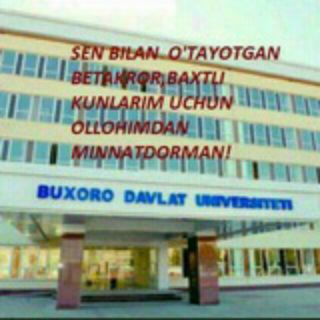 SEN BILAN O'TAYOTGAN
BETAKROR,BAXTLI
KUNLARIM UCHUN
OLLOHIMDAN
MINNATDORMAN!
BUXORO DAVLAT UNIVERSITETI